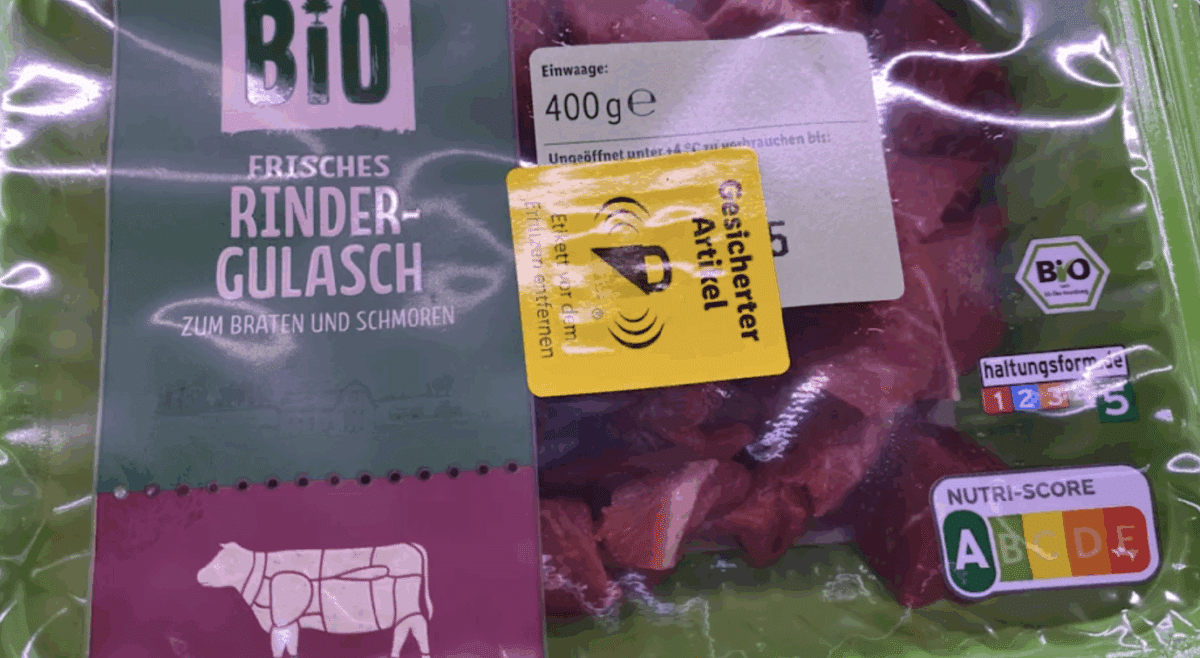 BiO
FRISCHES
RINDER-
GULASCH
ZUM BRATEN UND SCHMOREN
Einwaage:
400 g e
Ungeöffnet unter +4 °C zu verbrauchen bis:
Gesicherter
Artikel
Etikett vor dem
Erhitzen entfernen
®
BiO
haltungsform.de
1 2 3 5
NUTRI-SCORE
A B C D E